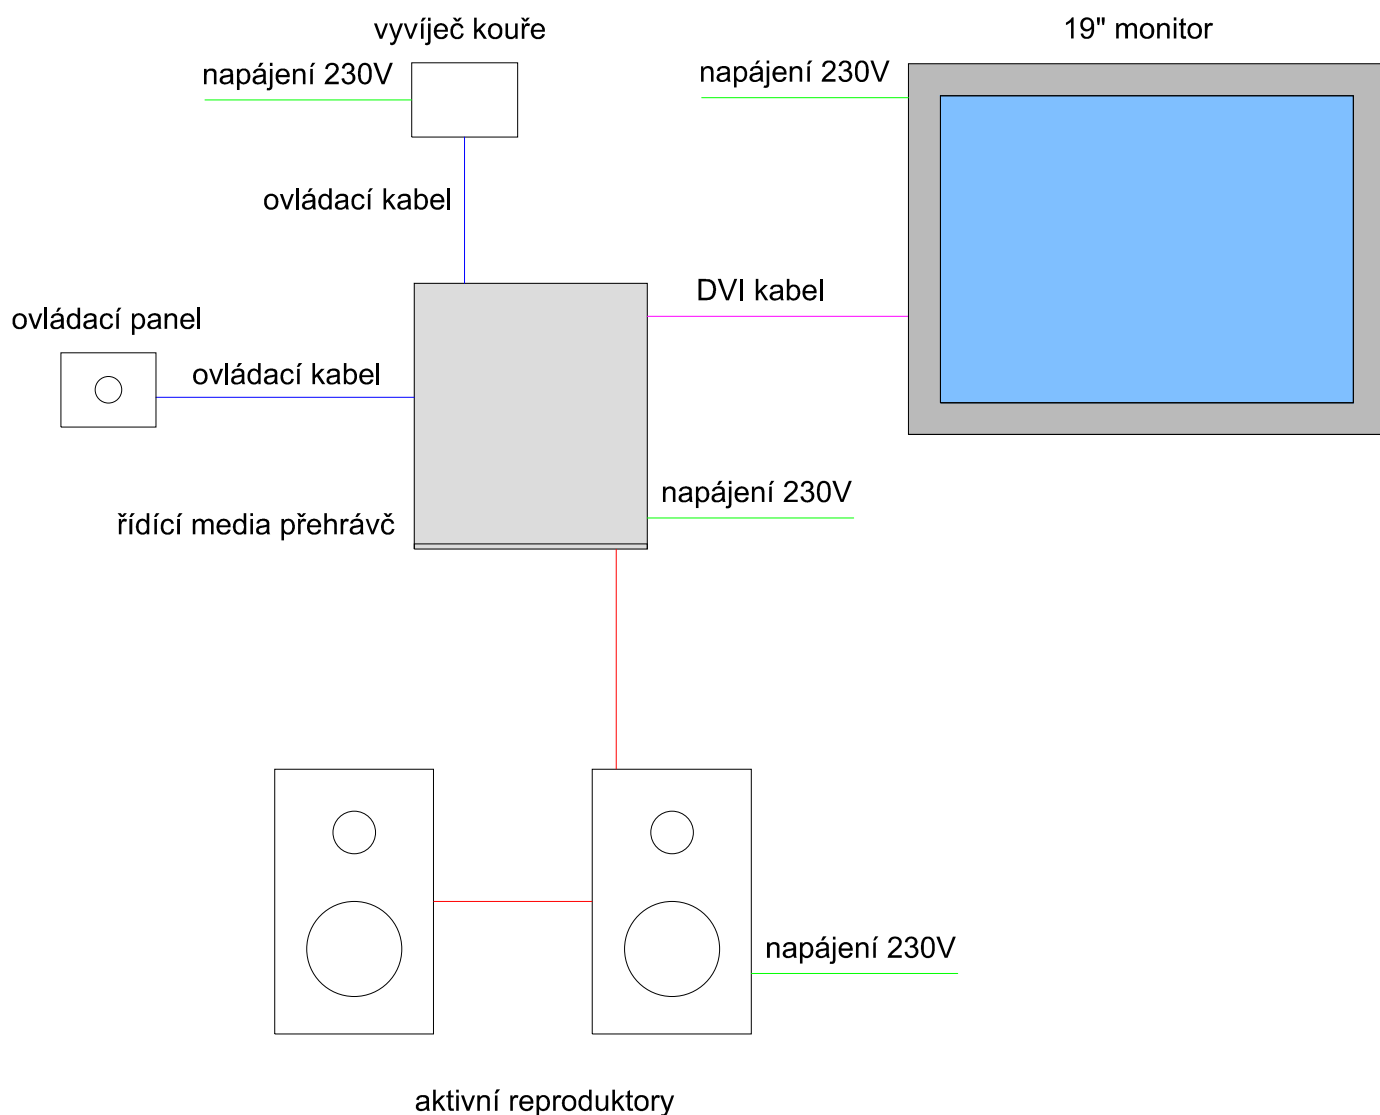 vyvíječ kouře
19" monitor
napájení 230V
napájení 230V
ovládací kabel
DVI kabel
ovládací panel
ovládací kabel
napájení 230V
řídící media přehrávč
napájení 230V
aktivní reproduktory